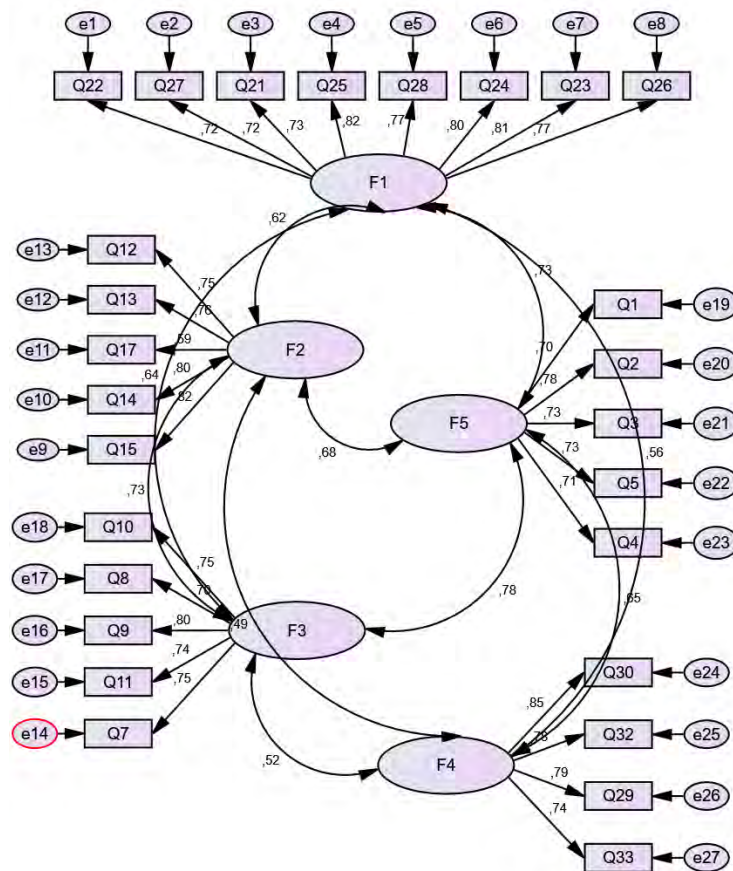 e1 e2 e3 e4 e5 e6 e7 e8
Q22 Q27 Q21 Q25 Q28 Q24 Q23 Q26
,72 ,72 ,73 ,82 ,77 ,80 ,81 ,77
F1
,62
,73
e13 Q12
,75
e12 Q13
,76
e11 Q17
,59
F2
e10 Q14
,64 ,80
e9 Q15
,82
,73
,68
Q1 e19
,70
Q2 e20
,78
F5
Q3 e21
,73
,73
,56
Q5 e22
,71
Q4 e23
e18 Q10
,75
e17 Q8
,70
,78
,65
e16 Q9
,80
,49
F3
e15 Q11
,74
e14 Q7
,75
,52
F4
Q30 e24
,85
Q32 e25
,78
Q29 e26
,79
Q33 e27
,74